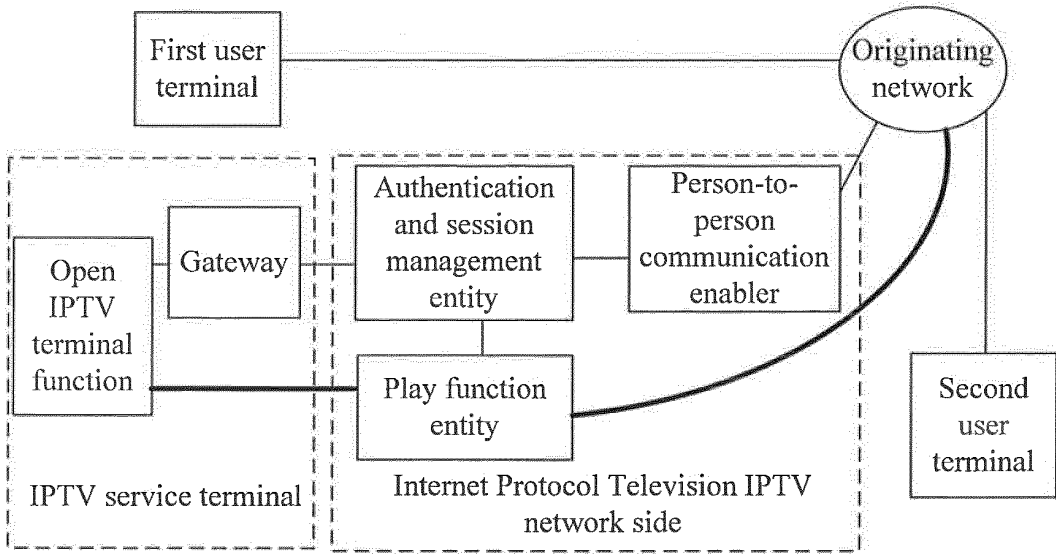 First user
terminal
Originating
network
Open
IPTV
terminal
function
Gateway
Authentication
and session
management
entity
Person-to-
person
communication
enabler
Play function
entity
Second
user
terminal
IPTV service terminal
Internet Protocol Television IPTV
network side